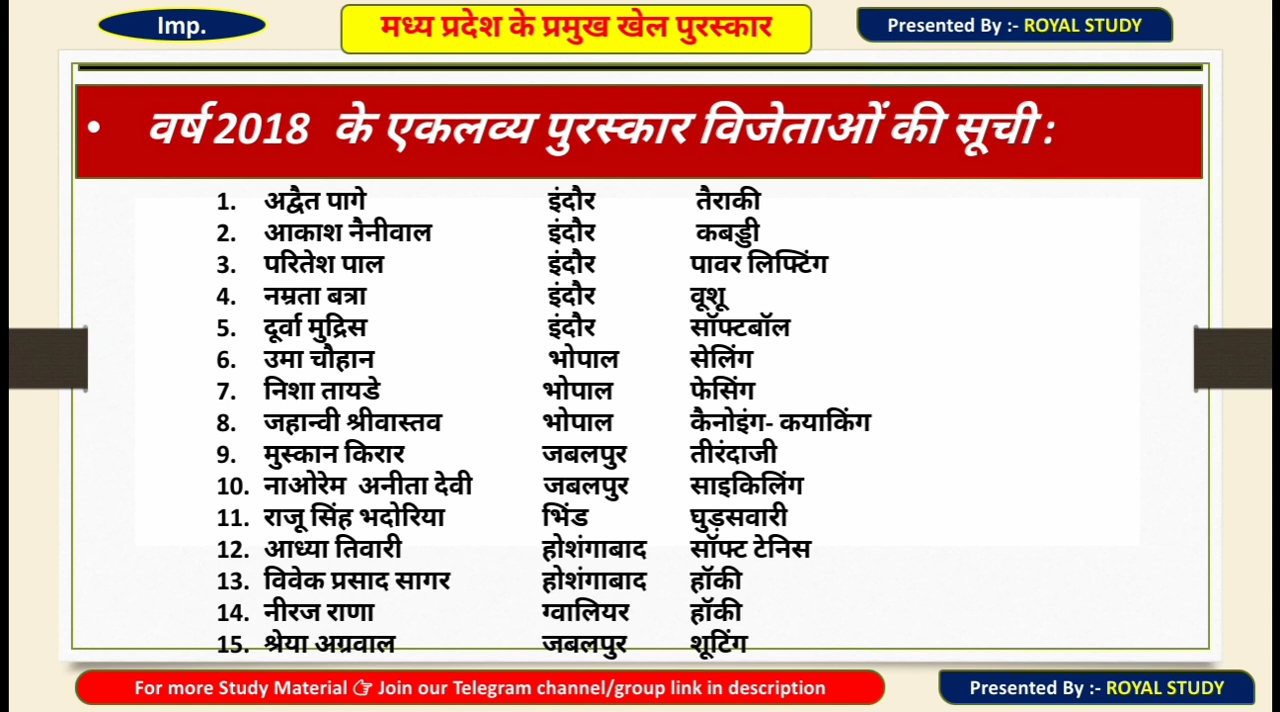 Imp.
मध्य प्रदेश के प्रमुख खेल पुरस्कार
Presented By :- ROYAL STUDY
• वर्ष 2018 के एकलव्य पुरस्कार विजेताओं की सूची :
1. अद्वैत पागे इंदौर तैराकी
2. आकाश नैनीवाल इंदौर कबड्डी
3. परितेश पाल इंदौर पावर लिफ्टिंग
4. नम्रता बत्रा इंदौर वूशू
5. दूर्वा मुद्रिस इंदौर सॉफ्टबॉल
6. उमा चौहान भोपाल सेलिंग
7. निशा तायडे भोपाल फेसिंग
8. जहान्वी श्रीवास्तव भोपाल कैनोइंग- कयाकिंग
9. मुस्कान किरार जबलपुर तीरंदाजी
10. नाओरेम अनीता देवी जबलपुर साइकिलिंग
11. राजू सिंह भदोरिया भिंड घुड़सवारी
12. आध्या तिवारी होशंगाबाद सॉफ्ट टेनिस
13. विवेक प्रसाद सागर होशंगाबाद हॉकी
14. नीरज राणा ग्वालियर हॉकी
15. श्रेया अग्रवाल जबलपुर शूटिंग
For more Study Material 👉 Join our Telegram channel/group link in description
Presented By :- ROYAL STUDY